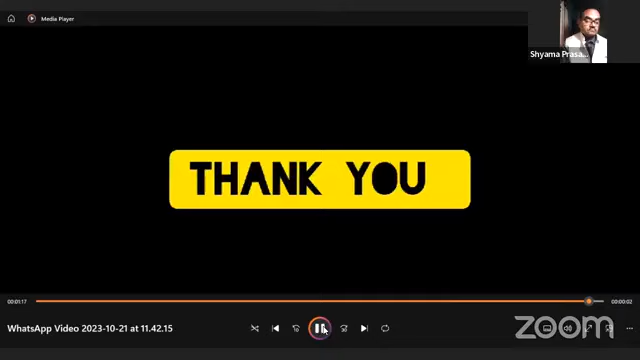 Media Player
Shyama Prasa...
THANK YOU
00:01:17
00:00:02
WhatsApp Video 2023-10-21 at 11.42.15
zoom